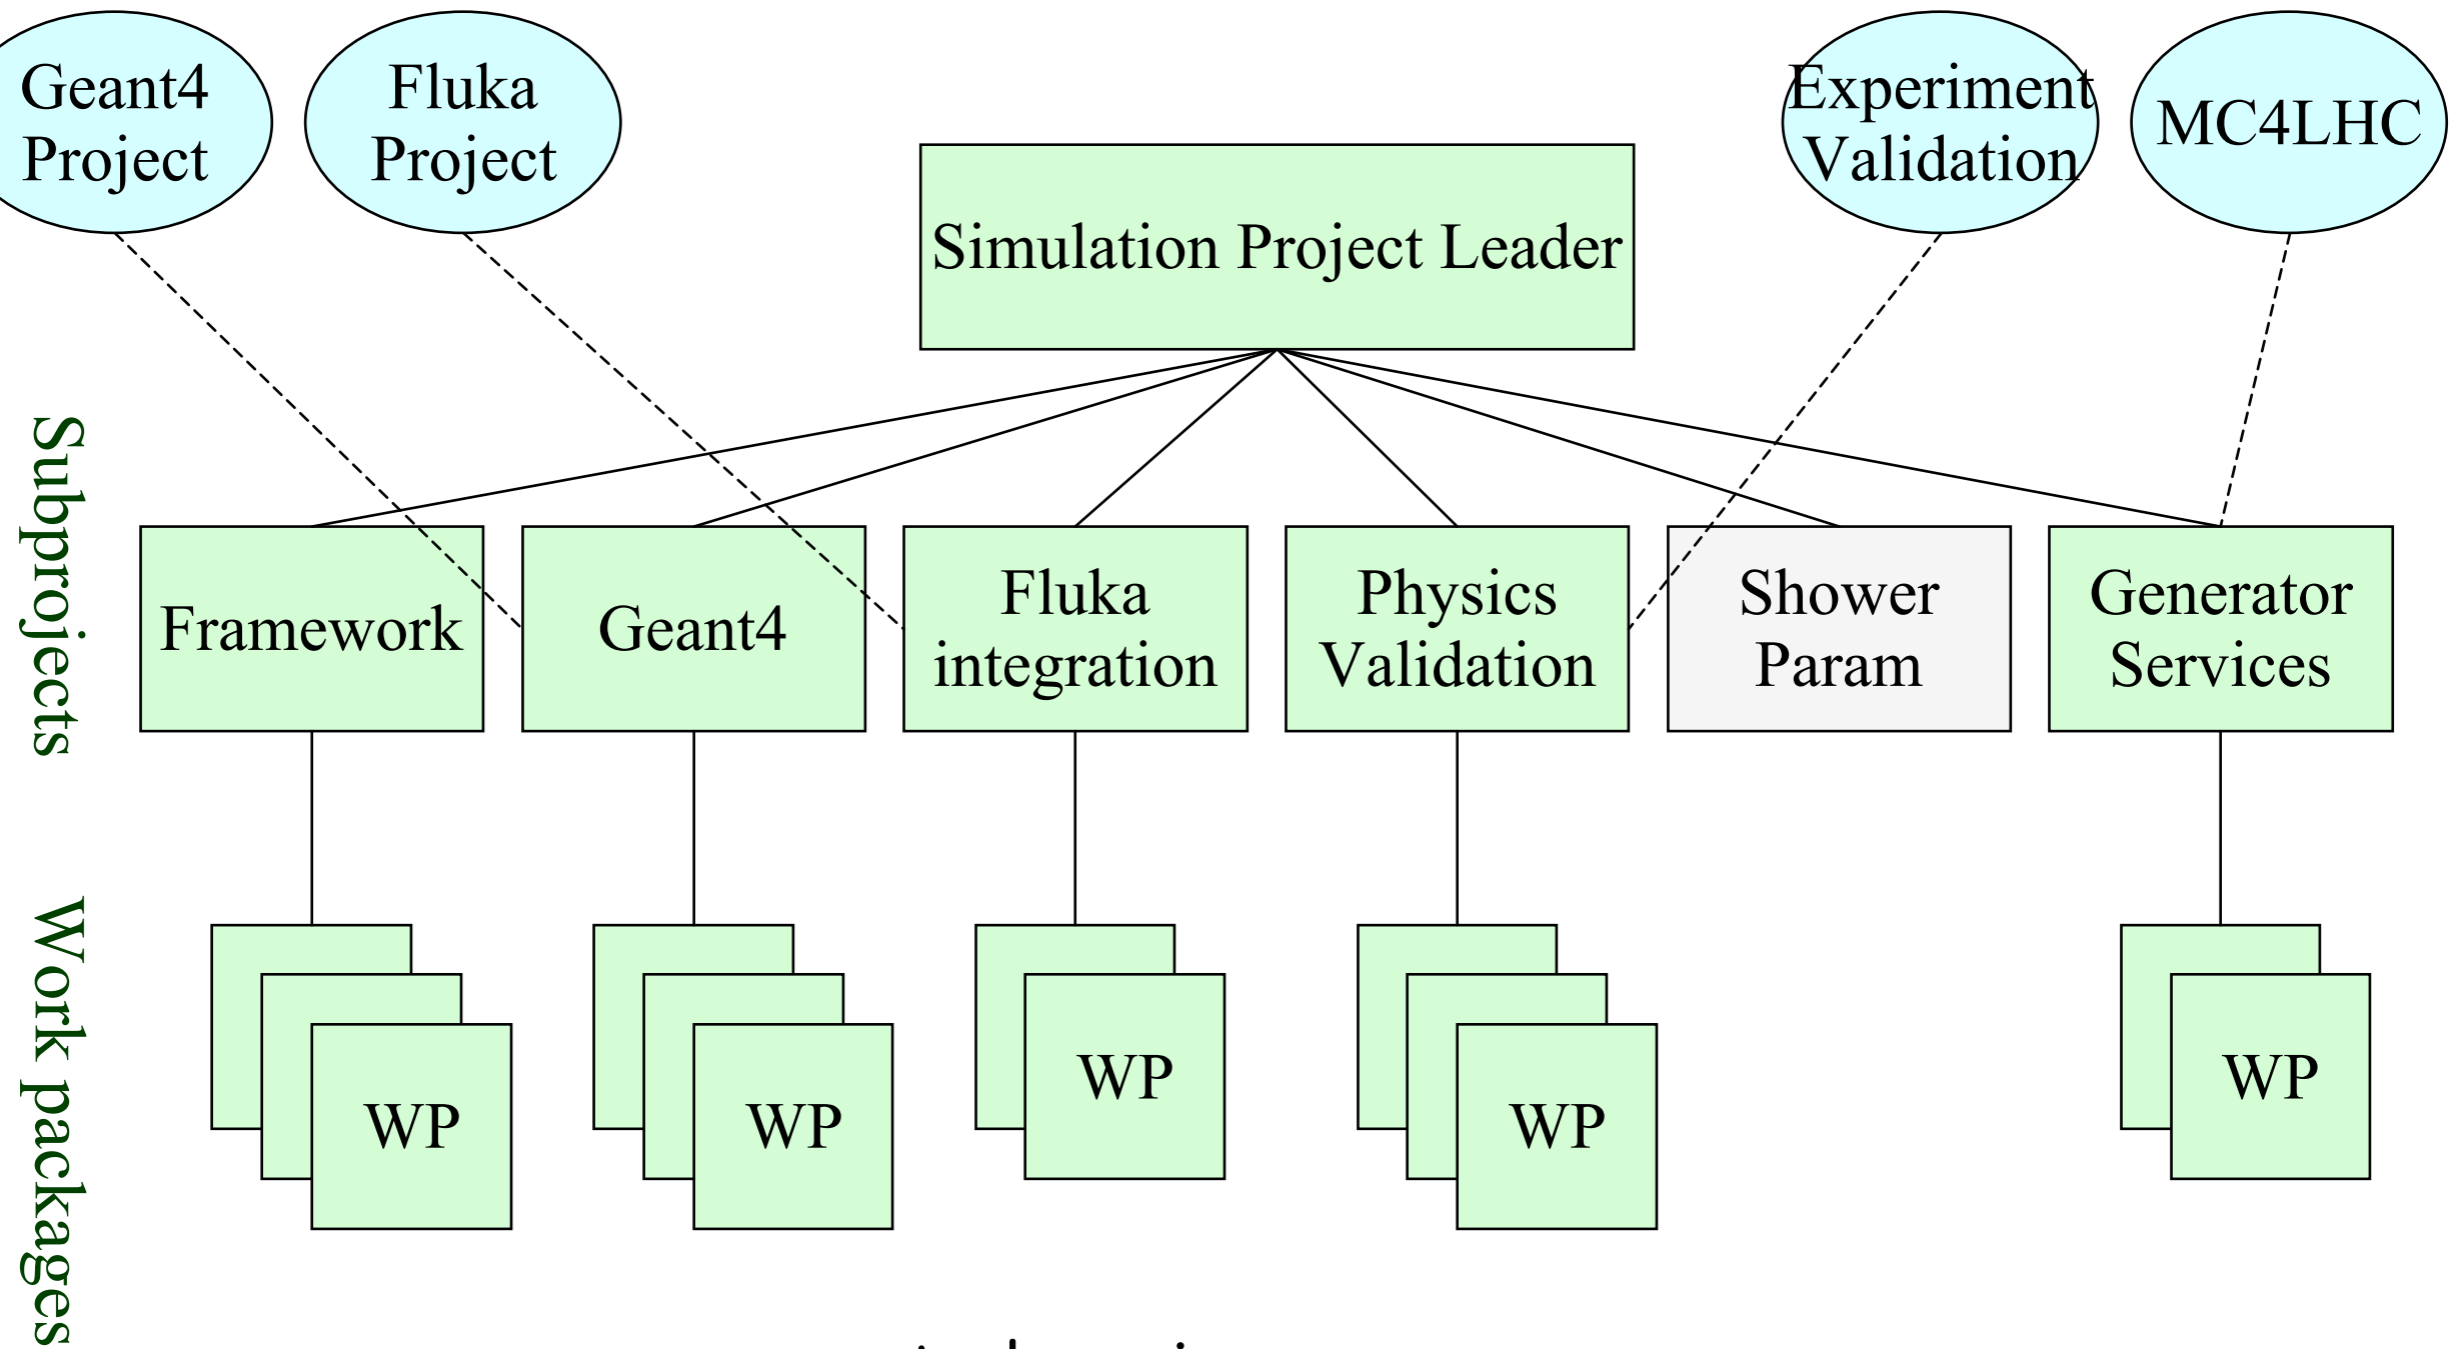 Geant4
Project
Fluka
Project
Experiment
Validation
MC4LHC
Simulation Project Leader
Subprojects
Framework
Geant4
Fluka
integration
Physics
Validation
Shower
Param
Generator
Services
Work packages
WP
WP
WP
WP
WP